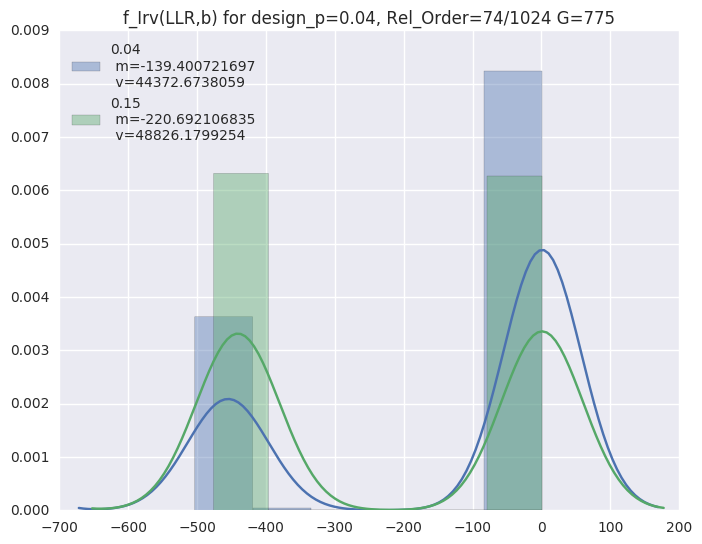 f_Irv(LLR,b) for design_p=0.04, Rel_Order=74/1024 G=775
0.009
0.04
m=-139.400721697
v=44372.6738059
0.15
m=-220.692106835
v=48826.1799254
0.008
0.007
0.006
0.005
0.004
0.003
0.002
0.001
0.000
−700 −600 −500 −400 −300 −200 −100 0 100 200